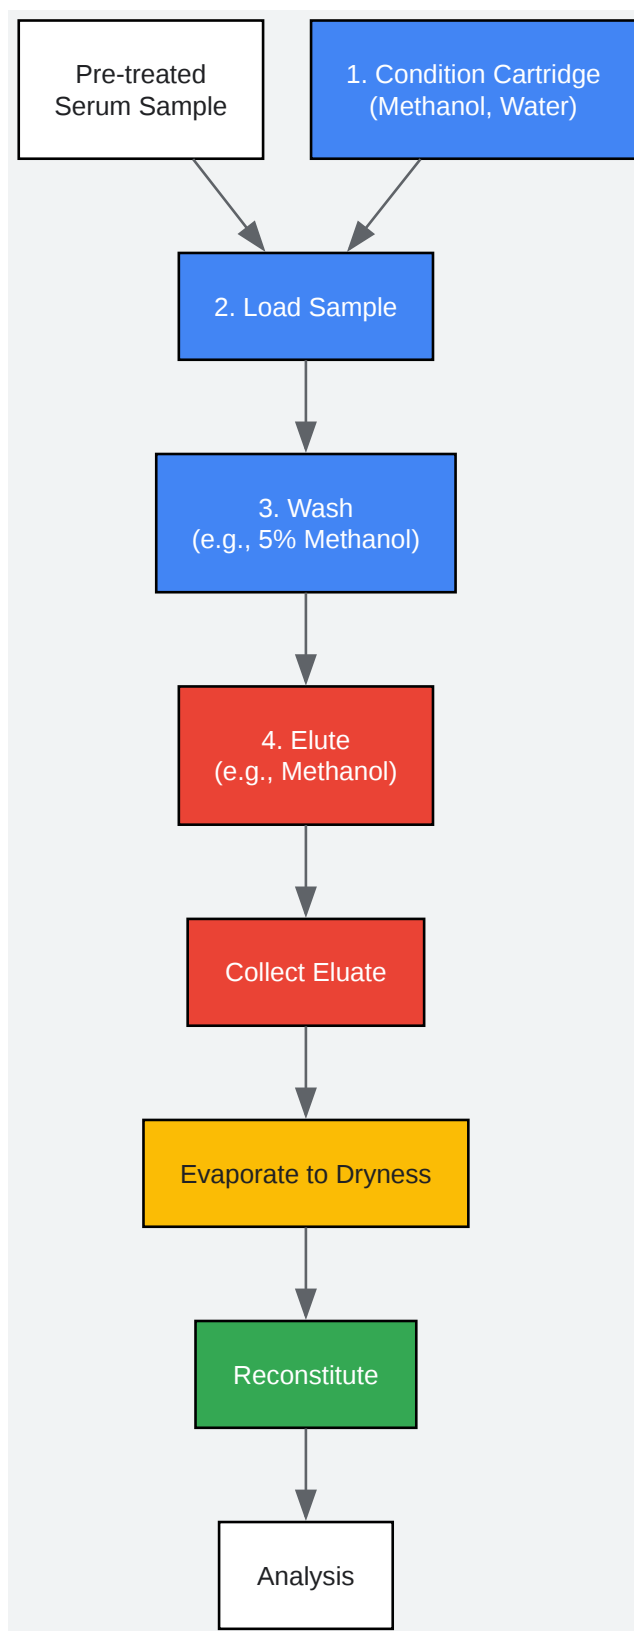 Pre-treated
Serum Sample
1. Condition Cartridge
(Methanol, Water)
2. Load Sample
3. Wash
(e.g., 5% Methanol)
4. Elute
(e.g., Methanol)
Collect Eluate
Evaporate to Dryness
Reconstitute
Analysis